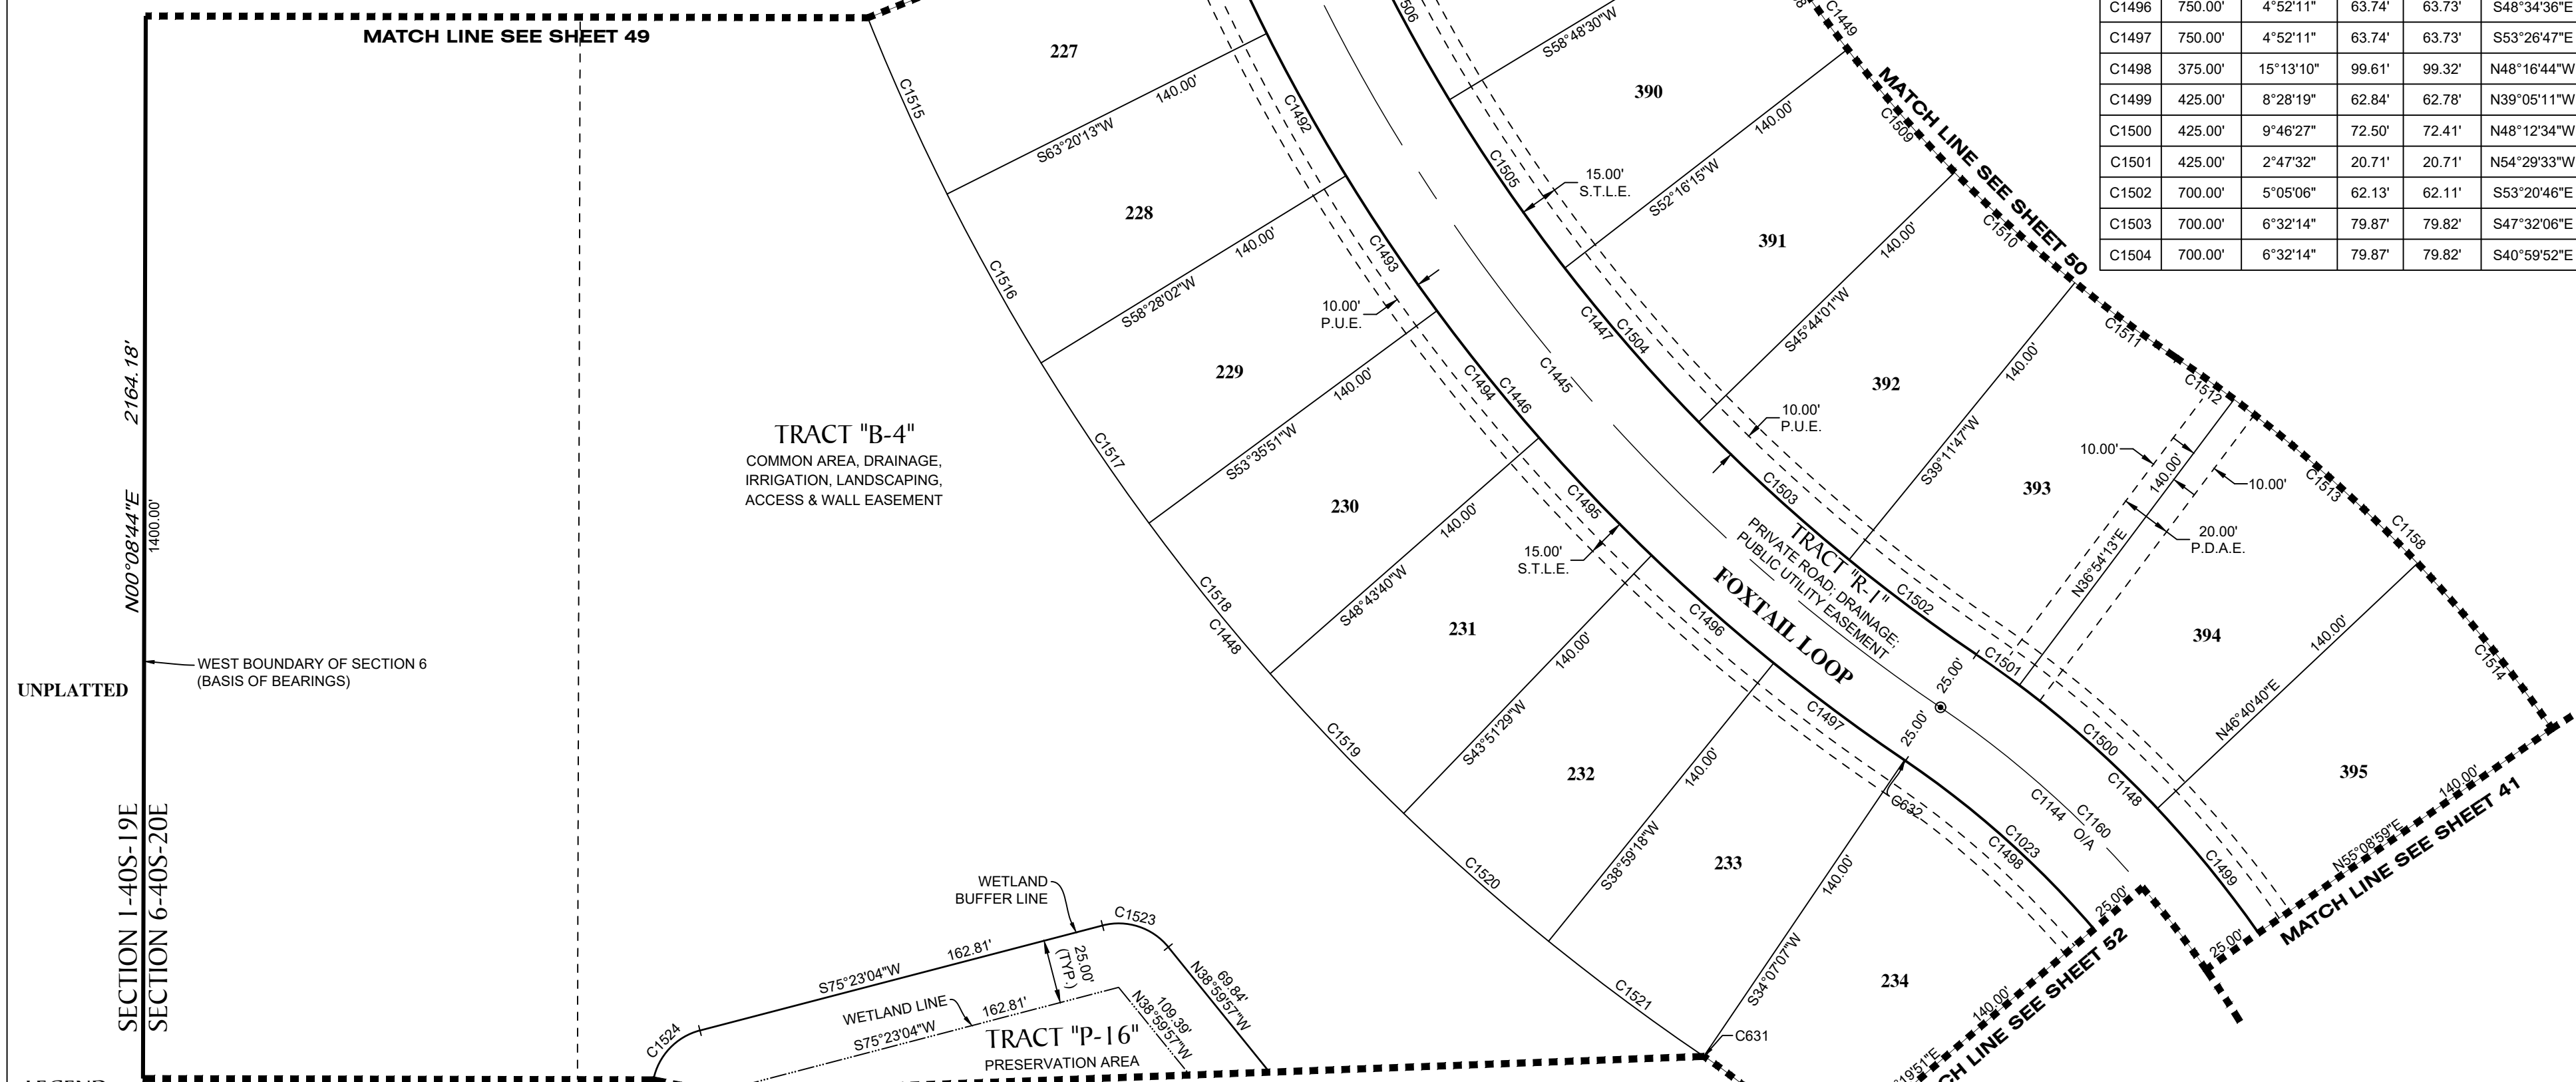 MATCH LINE SEE SHEET 49
227
C1515
S63°20'13"W
140.00'
C1492
228
C1516
S58°28'02"W
140.00'
C1493
10.00'
P.U.E.
229
C1517
S53°35'51"W
140.00'
C1494
C1446
C1445
230
C1518
C1448
S48°43'40"W
140.00'
C1495
15.00'
S.T.L.E.
231
C1519
S43°51'29"W
140.00'
C1496
232
C1520
S38°59'18"W
140.00'
C1497
233
C1521
S34°07'07"W
140.00'
C631
C632
234
C1023
C1498
140.00'
19'51"E
CH LINE SEE SHEET 52
25.00'
506
S58°48'30"W
390
C1449
C1505
15.00'
S.T.L.E.
S52°16'15"W
140.00'
C1509
MATCH LINE SEE SHEET 50
391
C1447
C1504
S45°44'01"W
140.00'
C1510
392
10.00'
P.U.E.
C1503
S39°11'47"W
140.00'
C1511
C1512
393
10.00'
140.00'
10.00'
20.00'
P.D.A.E.
N36°54'13"E
C1513
C1158
C1502
C1501
394
N46°40'40"E
140.00'
C1514
C1500
C1148
395
140.00'
N55°08'59"E
MATCH LINE SEE SHEET 41
C1499
25.00'
TRACT "R-1"
PRIVATE ROAD; DRAINAGE;
PUBLIC UTILITY EASEMENT
FOXTAIL LOOP
25.00'
25.00'
C1144
C1160
O/A
TRACT "B-4"
COMMON AREA, DRAINAGE,
IRRIGATION, LANDSCAPING,
ACCESS & WALL EASEMENT
N00°08'44"E 2164.18'
1400.00'
WEST BOUNDARY OF SECTION 6
(BASIS OF BEARINGS)
UNPLATTED
SECTION 1-40S-19E
SECTION 6-40S-20E
WETLAND
BUFFER LINE
C1523
S75°23'04"W
162.81'
25.00'
(TYP.)
C1524
WETLAND LINE
S75°23'04"W
162.81'
69.84'
N38°59'57"W
109.39'
N38°59'57"W
TRACT "P-16"
PRESERVATION AREA
C1496 750.00' 4°52'11" 63.74' 63.73' S48°34'36"E
C1497 750.00' 4°52'11" 63.74' 63.73' S53°26'47"E
C1498 375.00' 15°13'10" 99.61' 99.32' N48°16'44"W
C1499 425.00' 8°28'19" 62.84' 62.78' N39°05'11"W
C1500 425.00' 9°46'27" 72.50' 72.41' N48°12'34"W
C1501 425.00' 2°47'32" 20.71' 20.71' N54°29'33"W
C1502 700.00' 5°05'06" 62.13' 62.11' S53°20'46"E
C1503 700.00' 6°32'14" 79.87' 79.82' S47°32'06"E
C1504 700.00' 6°32'14" 79.87' 79.82' S40°59'52"E